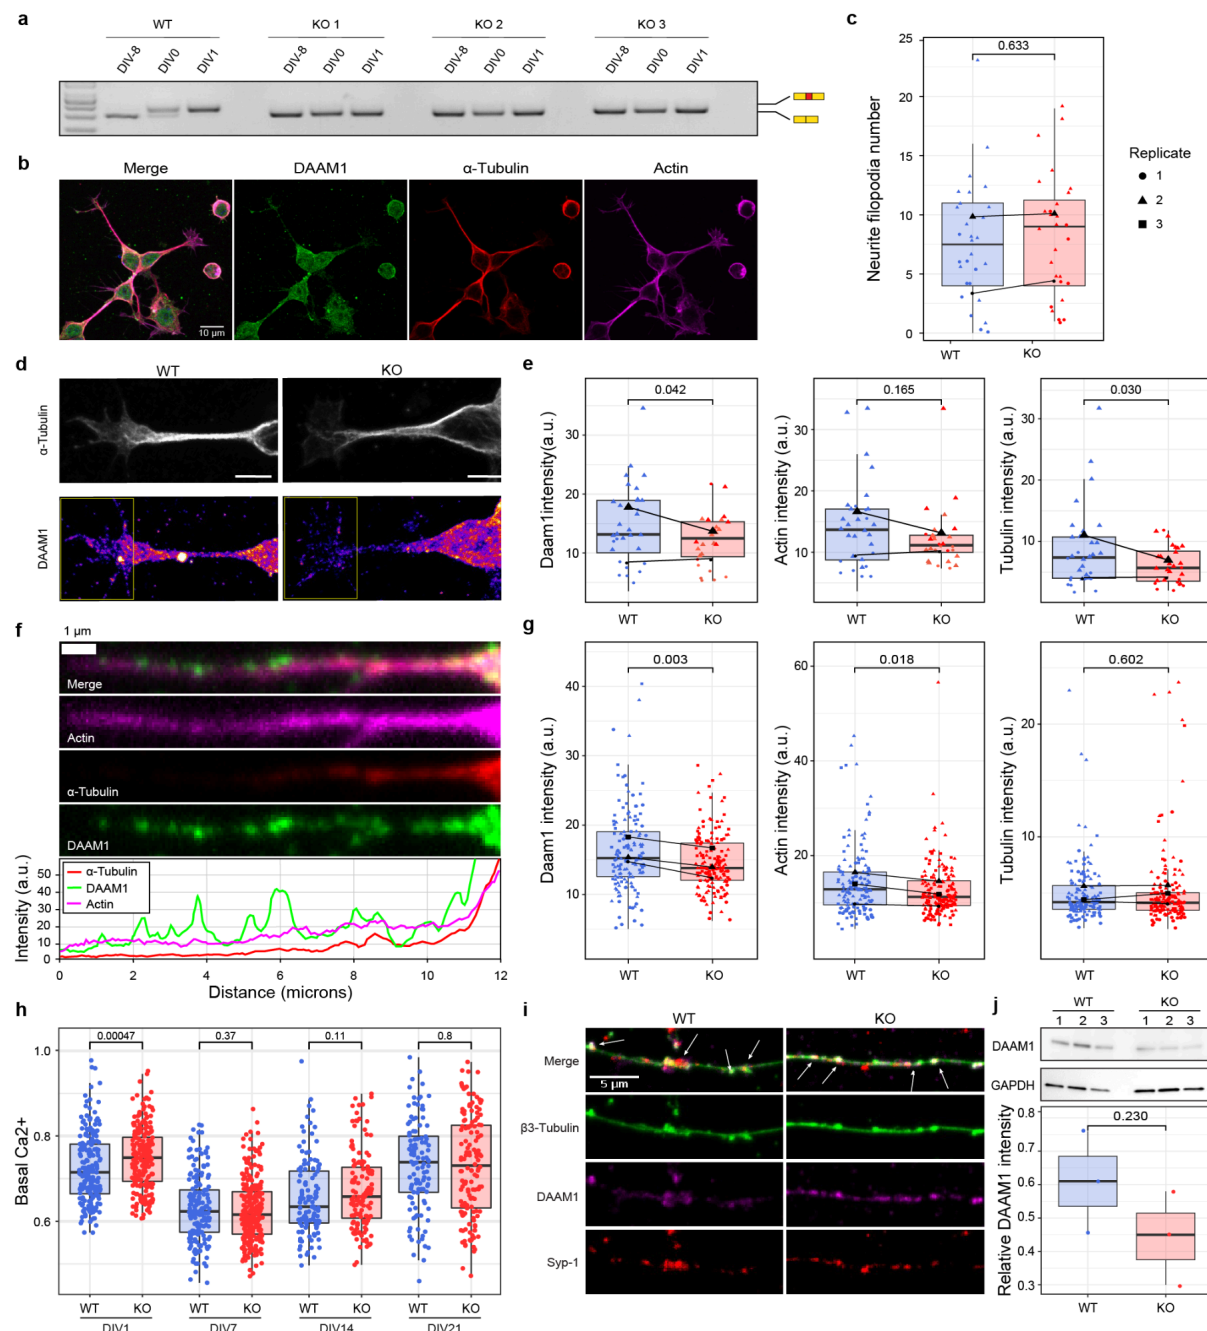 a
WT
KO 1
KO 2
KO 3
DIV-8 DIV0 DIV1
DIV-8 DIV0 DIV1
DIV-8 DIV0 DIV1
DIV-8 DIV0 DIV1
b
Merge DAAM1 α-Tubulin Actin
10 µm
c
Neurite filopodia number
25
20
15
10
5
0
0.633
WT KO
Replicate
1
2
3
d
WT KO
α-Tubulin
DAAM1
e
Daam1intensity(a.u.)
30
20
10
0.042
WT KO
Actin intensity (a.u.)
30
20
10
0.165
WT KO
Tubulin intensity (a.u.)
30
20
10
0.030
WT KO
f
1 µm
Merge
Actin
α-Tubulin
DAAM1
Intensity (a.u.)
50
40
30
20
10
0
α-Tubulin
DAAM1
Actin
0 2 4 6 8 10 12
Distance (microns)
g
Daam1 intensity (a.u.)
40
30
20
10
0.003
WT KO
Actin intensity (a.u.)
60
40
20
0.018
WT KO
Tubulin intensity (a.u.)
20
10
0.602
WT KO
h
Basal Ca2+
1.0
0.8
0.6
0.00047 0.37 0.11 0.8
WT KO WT KO WT KO WT KO
DIV1 DIV7 DIV14 DIV21
i
WT KO
Merge
5 µm
β3-Tubulin
DAAM1
Syp-1
j
WT KO
1 2 3 1 2 3
DAAM1
GAPDH
Relative DAAM1 intensity
0.8
0.7
0.6
0.5
0.4
0.3
0.230
WT KO